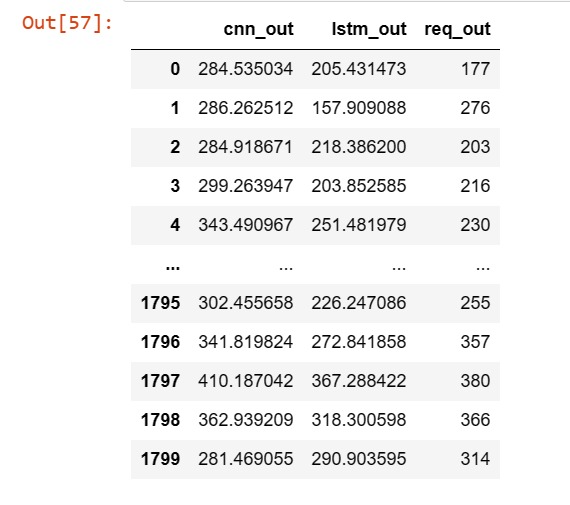 Out[57]:
cnn_out lstm_out req_out
0 284.535034 205.431473 177
1 286.262512 157.909088 276
2 284.918671 218.386200 203
3 299.263947 203.852585 216
4 343.490967 251.481979 230
... ... ... ...
1795 302.455658 226.247086 255
1796 341.819824 272.841858 357
1797 410.187042 367.288422 380
1798 362.939209 318.300598 366
1799 281.469055 290.903595 314